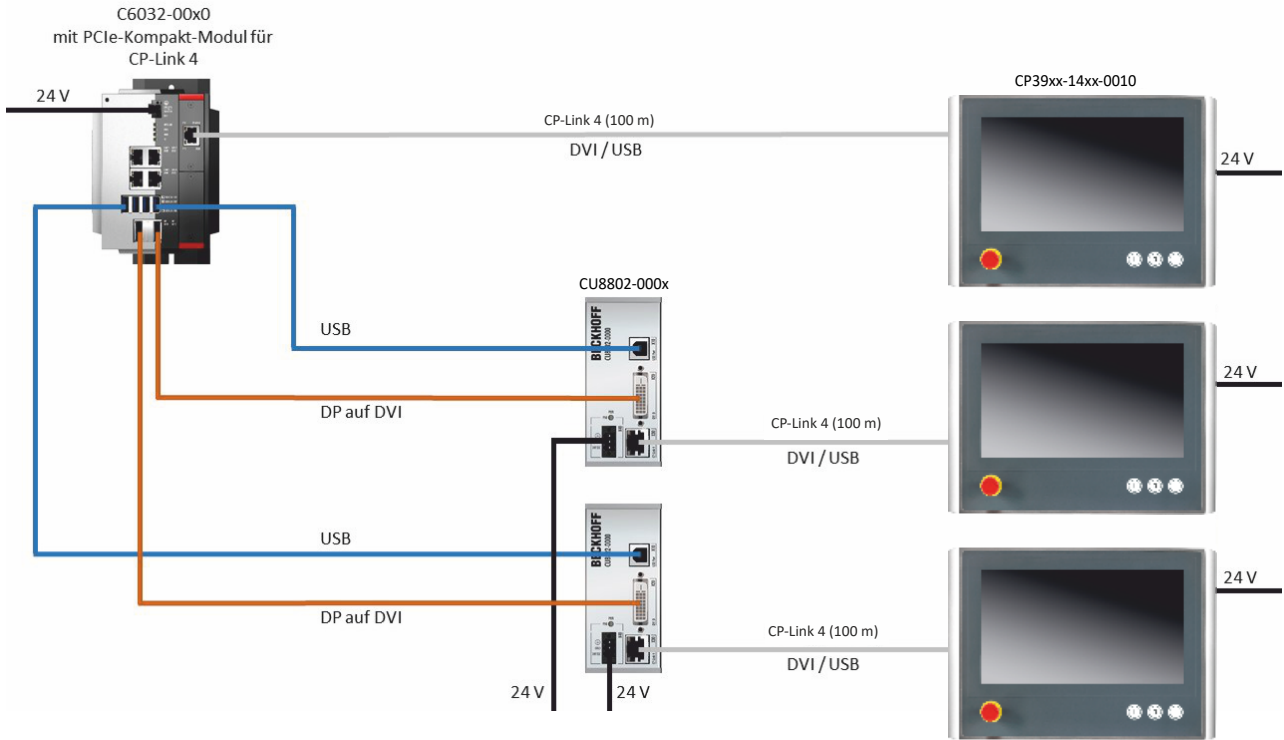 C6032-00x0
mit PCIe-Kompakt-Modul für
CP-Link 4
24 V
CP-Link 4 (100 m)
DVI / USB
CP39xx-14xx-0010
24 V
CU8802-000x
USB
BECKHOFF
DP auf DVI
24 V
CP-Link 4 (100 m)
DVI / USB
USB
BECKHOFF
DP auf DVI
24 V
CP-Link 4 (100 m)
DVI / USB
24 V
24 V